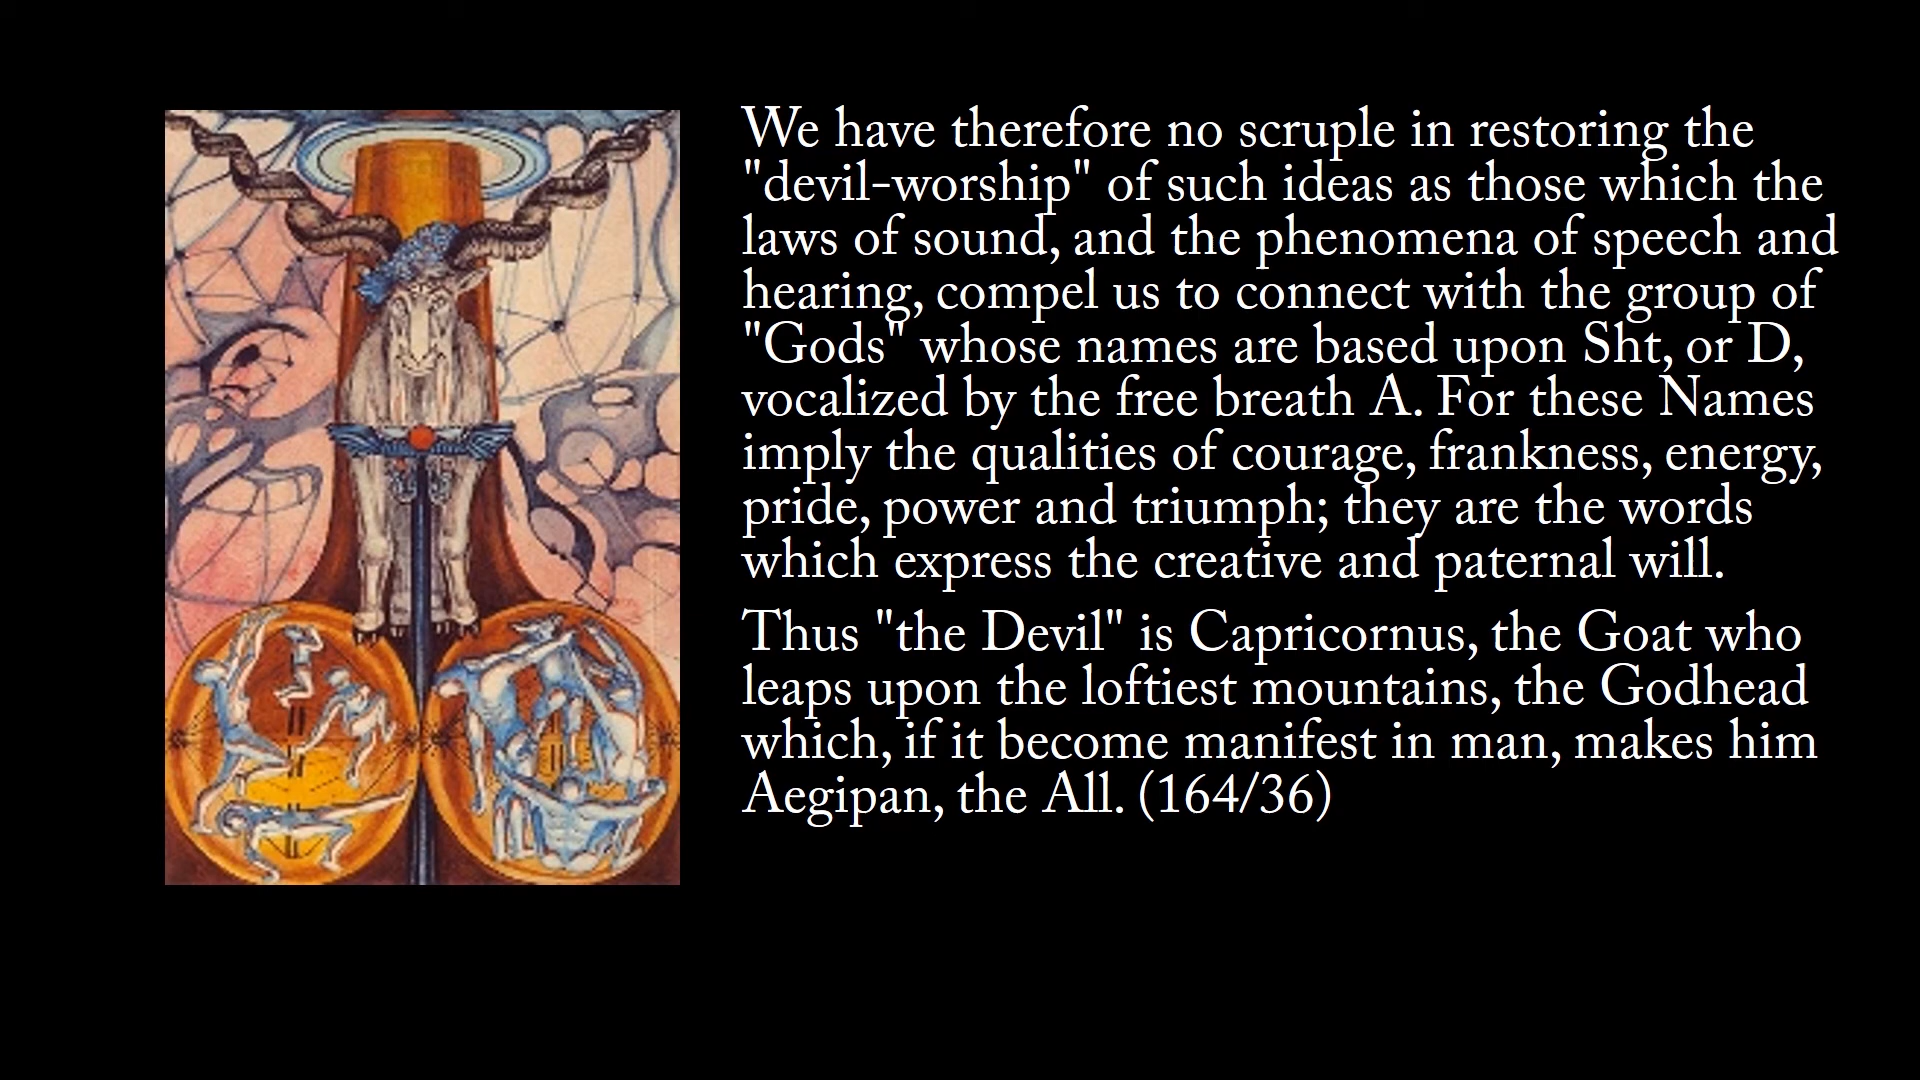 We have therefore no scruple in restoring the
"devil-worship" of such ideas as those which the
laws of sound, and the phenomena of speech and
hearing, compel us to connect with the group of
"Gods" whose names are based upon Sht, or D,
vocalized by the free breath A. For these Names
imply the qualities of courage, frankness, energy,
pride, power and triumph; they are the words
which express the creative and paternal will.
Thus "the Devil" is Capricornus, the Goat who
leaps upon the loftiest mountains, the Godhead
which, if it become manifest in man, makes him
Aegipan, the All. (164/36)